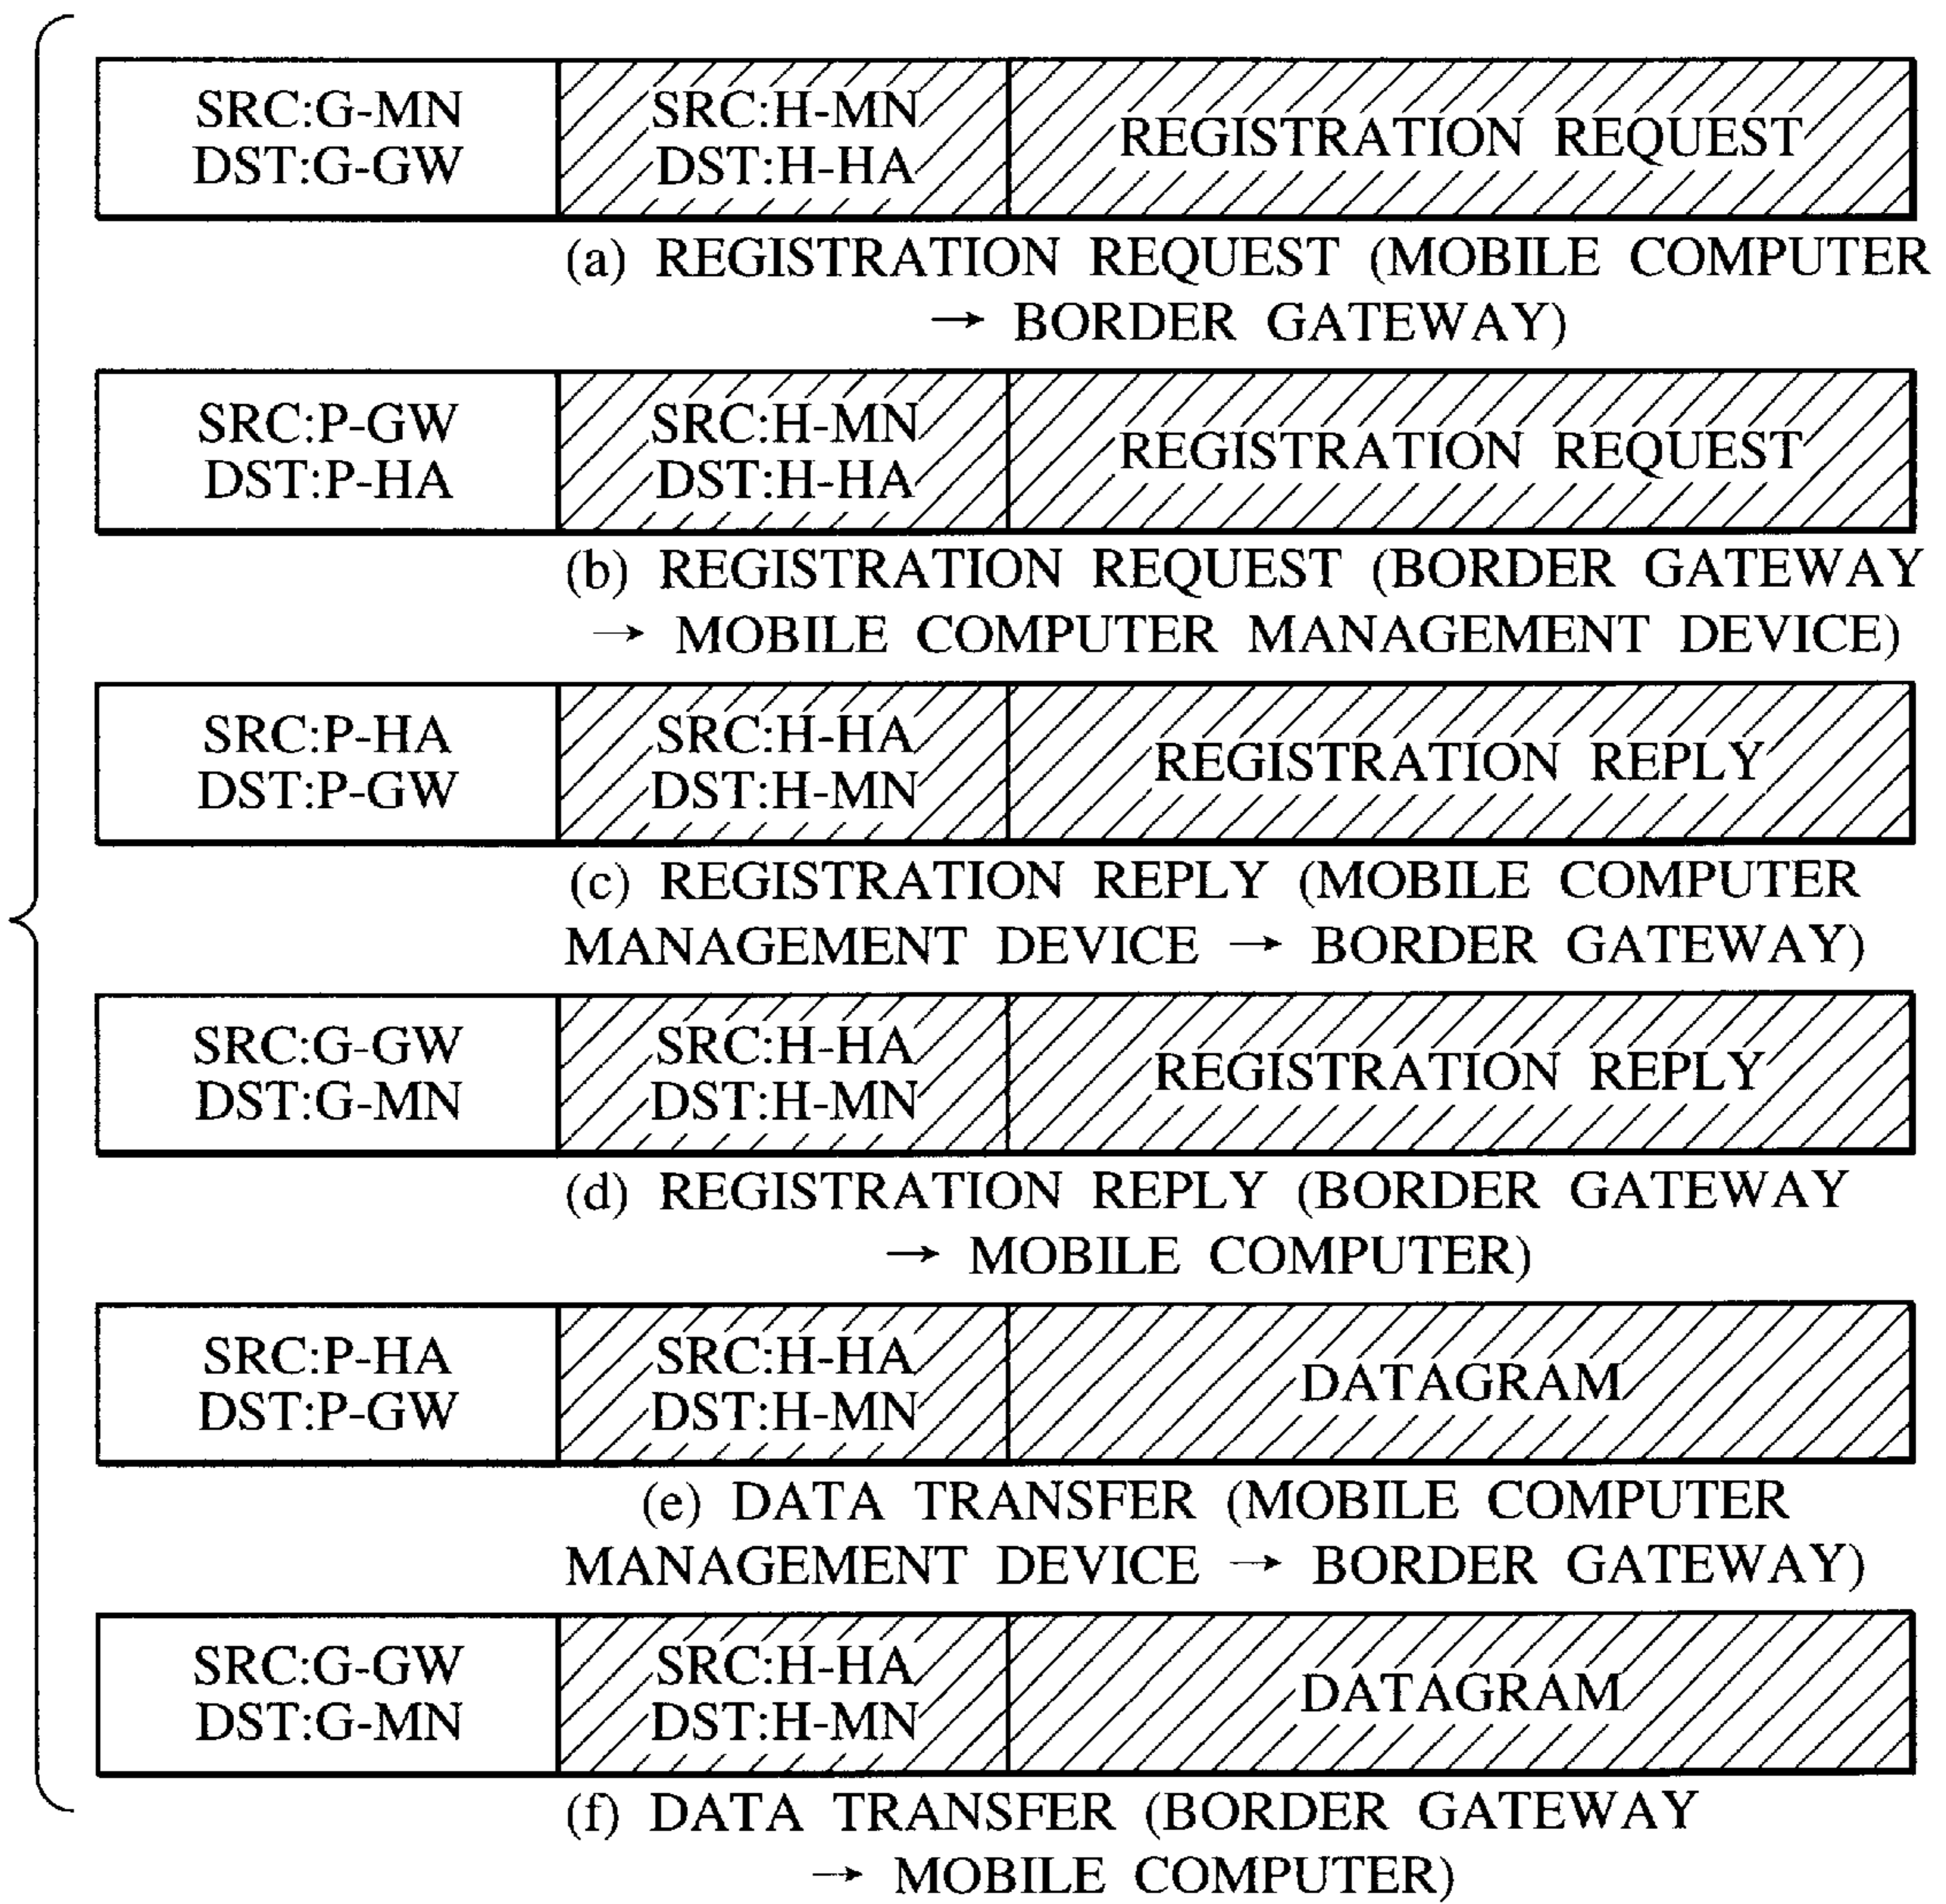 SRC:G-MN
DST:G-GW
SRC:H-MN
DST:H-HA
REGISTRATION REQUEST
(a) REGISTRATION REQUEST (MOBILE COMPUTER
→ BORDER GATEWAY)
SRC:P-GW
DST:P-HA
SRC:H-MN
DST:H-HA
REGISTRATION REQUEST
(b) REGISTRATION REQUEST (BORDER GATEWAY
→ MOBILE COMPUTER MANAGEMENT DEVICE)
SRC:P-HA
DST:P-GW
SRC:H-HA
DST:H-MN
REGISTRATION REPLY
(c) REGISTRATION REPLY (MOBILE COMPUTER
MANAGEMENT DEVICE → BORDER GATEWAY)
SRC:G-GW
DST:G-MN
SRC:H-HA
DST:H-MN
REGISTRATION REPLY
(d) REGISTRATION REPLY (BORDER GATEWAY
→ MOBILE COMPUTER)
SRC:P-HA
DST:P-GW
SRC:H-HA
DST:H-MN
DATAGRAM
(e) DATA TRANSFER (MOBILE COMPUTER
MANAGEMENT DEVICE → BORDER GATEWAY)
SRC:G-GW
DST:G-MN
SRC:H-HA
DST:H-MN
DATAGRAM
(f) DATA TRANSFER (BORDER GATEWAY
→ MOBILE COMPUTER)